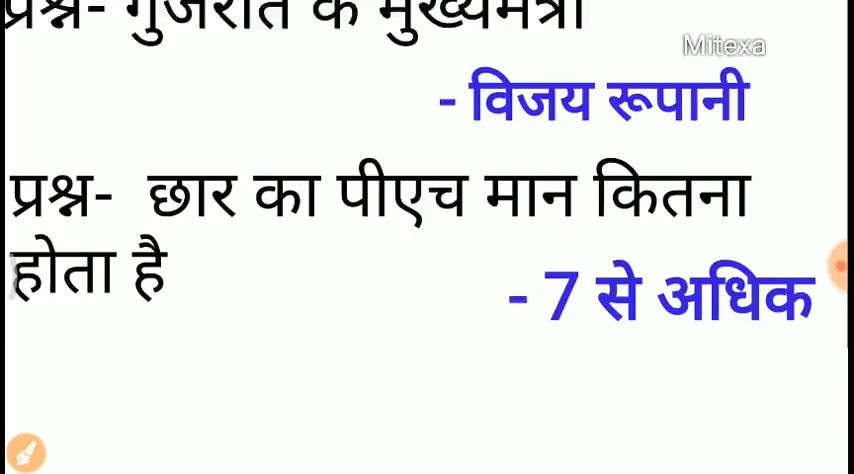 प्रश्न- गुजरात के मुख्यमंत्री
Mitexa
- विजय रूपानी
प्रश्न- छार का पीएच मान कितना
होता है
- 7 से अधिक